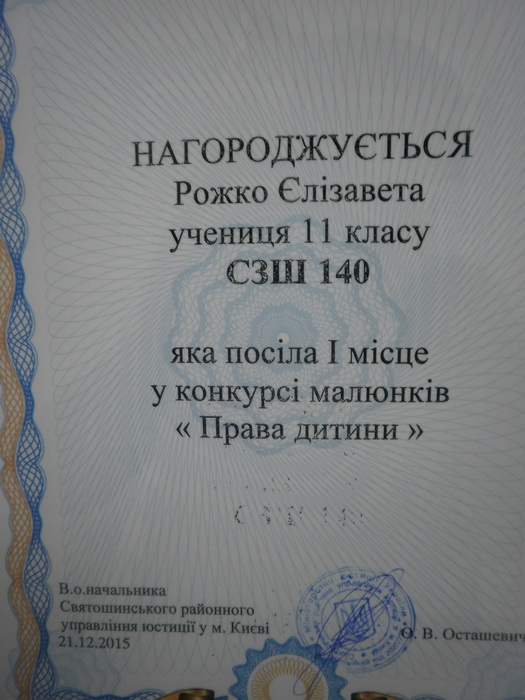 НАГОРОДЖУЄТЬСЯ
Рожко Єлізавета
учениця 11 класу
СЗШ 140
яка посіла І місце
у конкурсі малюнків
« Права дитини »
В.о.начальника
Святошинського районного
управління юстиції у м. Києві
21.12.2015
О. В. Осташевич